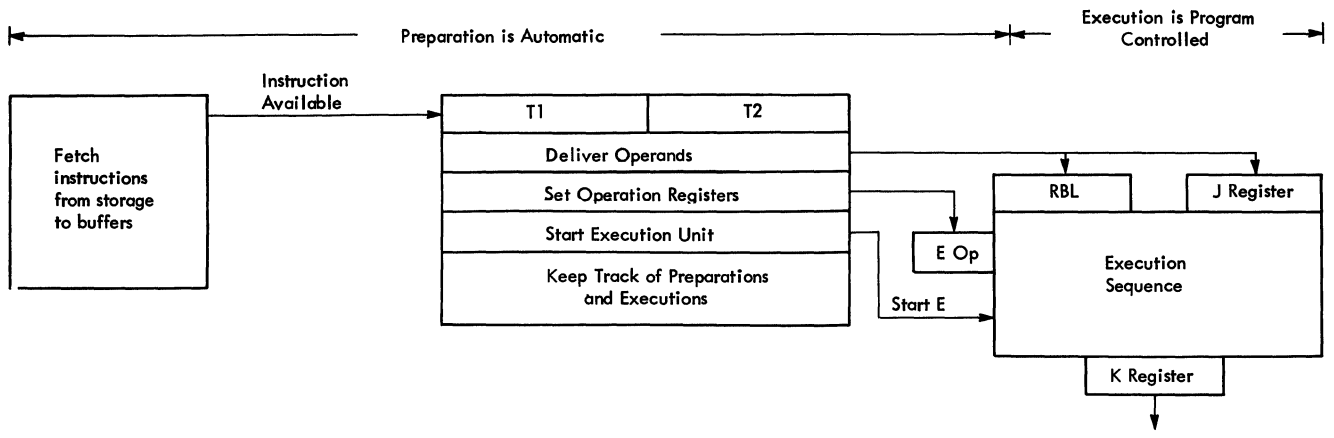 Preparation is Automatic
Execution is Program
Controlled
Instruction
Available
Fetch
instructions
from storage
to buffers
T1
T2
Deliver Operands
Set Operation Registers
Start Execution Unit
Keep Track of Preparations
and Executions
RBL
J Register
E Op
Execution
Sequence
Start E
K Register